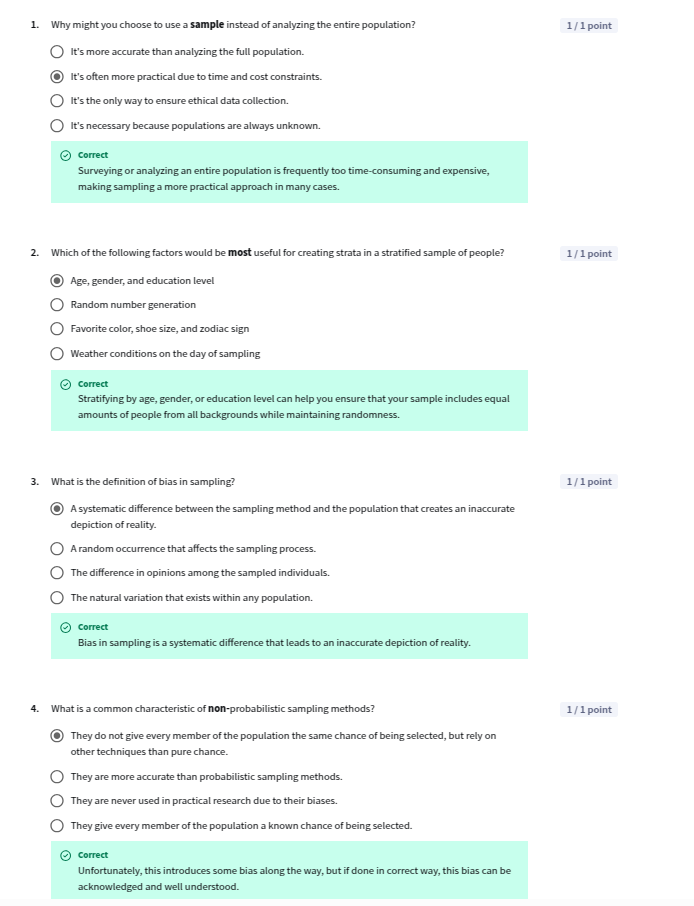 1. Why might you choose to use a sample instead of analyzing the entire population? 1 / 1 point
It's more accurate than analyzing the full population.
It's often more practical due to time and cost constraints.
It's the only way to ensure ethical data collection.
It's necessary because populations are always unknown.
Correct
Surveying or analyzing an entire population is frequently too time-consuming and expensive,
making sampling a more practical approach in many cases.
2. Which of the following factors would be most useful for creating strata in a stratified sample of people? 1 / 1 point
Age, gender, and education level
Random number generation
Favorite color, shoe size, and zodiac sign
Weather conditions on the day of sampling
Correct
Stratifying by age, gender, or education level can help you ensure that your sample includes equal
amounts of people from all backgrounds while maintaining randomness.
3. What is the definition of bias in sampling? 1 / 1 point
A systematic difference between the sampling method and the population that creates an inaccurate
depiction of reality.
A random occurrence that affects the sampling process.
The difference in opinions among the sampled individuals.
The natural variation that exists within any population.
Correct
Bias in sampling is a systematic difference that leads to an inaccurate depiction of reality.
4. What is a common characteristic of non-probabilistic sampling methods? 1 / 1 point
They do not give every member of the population the same chance of being selected, but rely on
other techniques than pure chance.
They are more accurate than probabilistic sampling methods.
They are never used in practical research due to their biases.
They give every member of the population a known chance of being selected.
Correct
Unfortunately, this introduces some bias along the way, but if done in correct way, this bias can be
acknowledged and well understood.